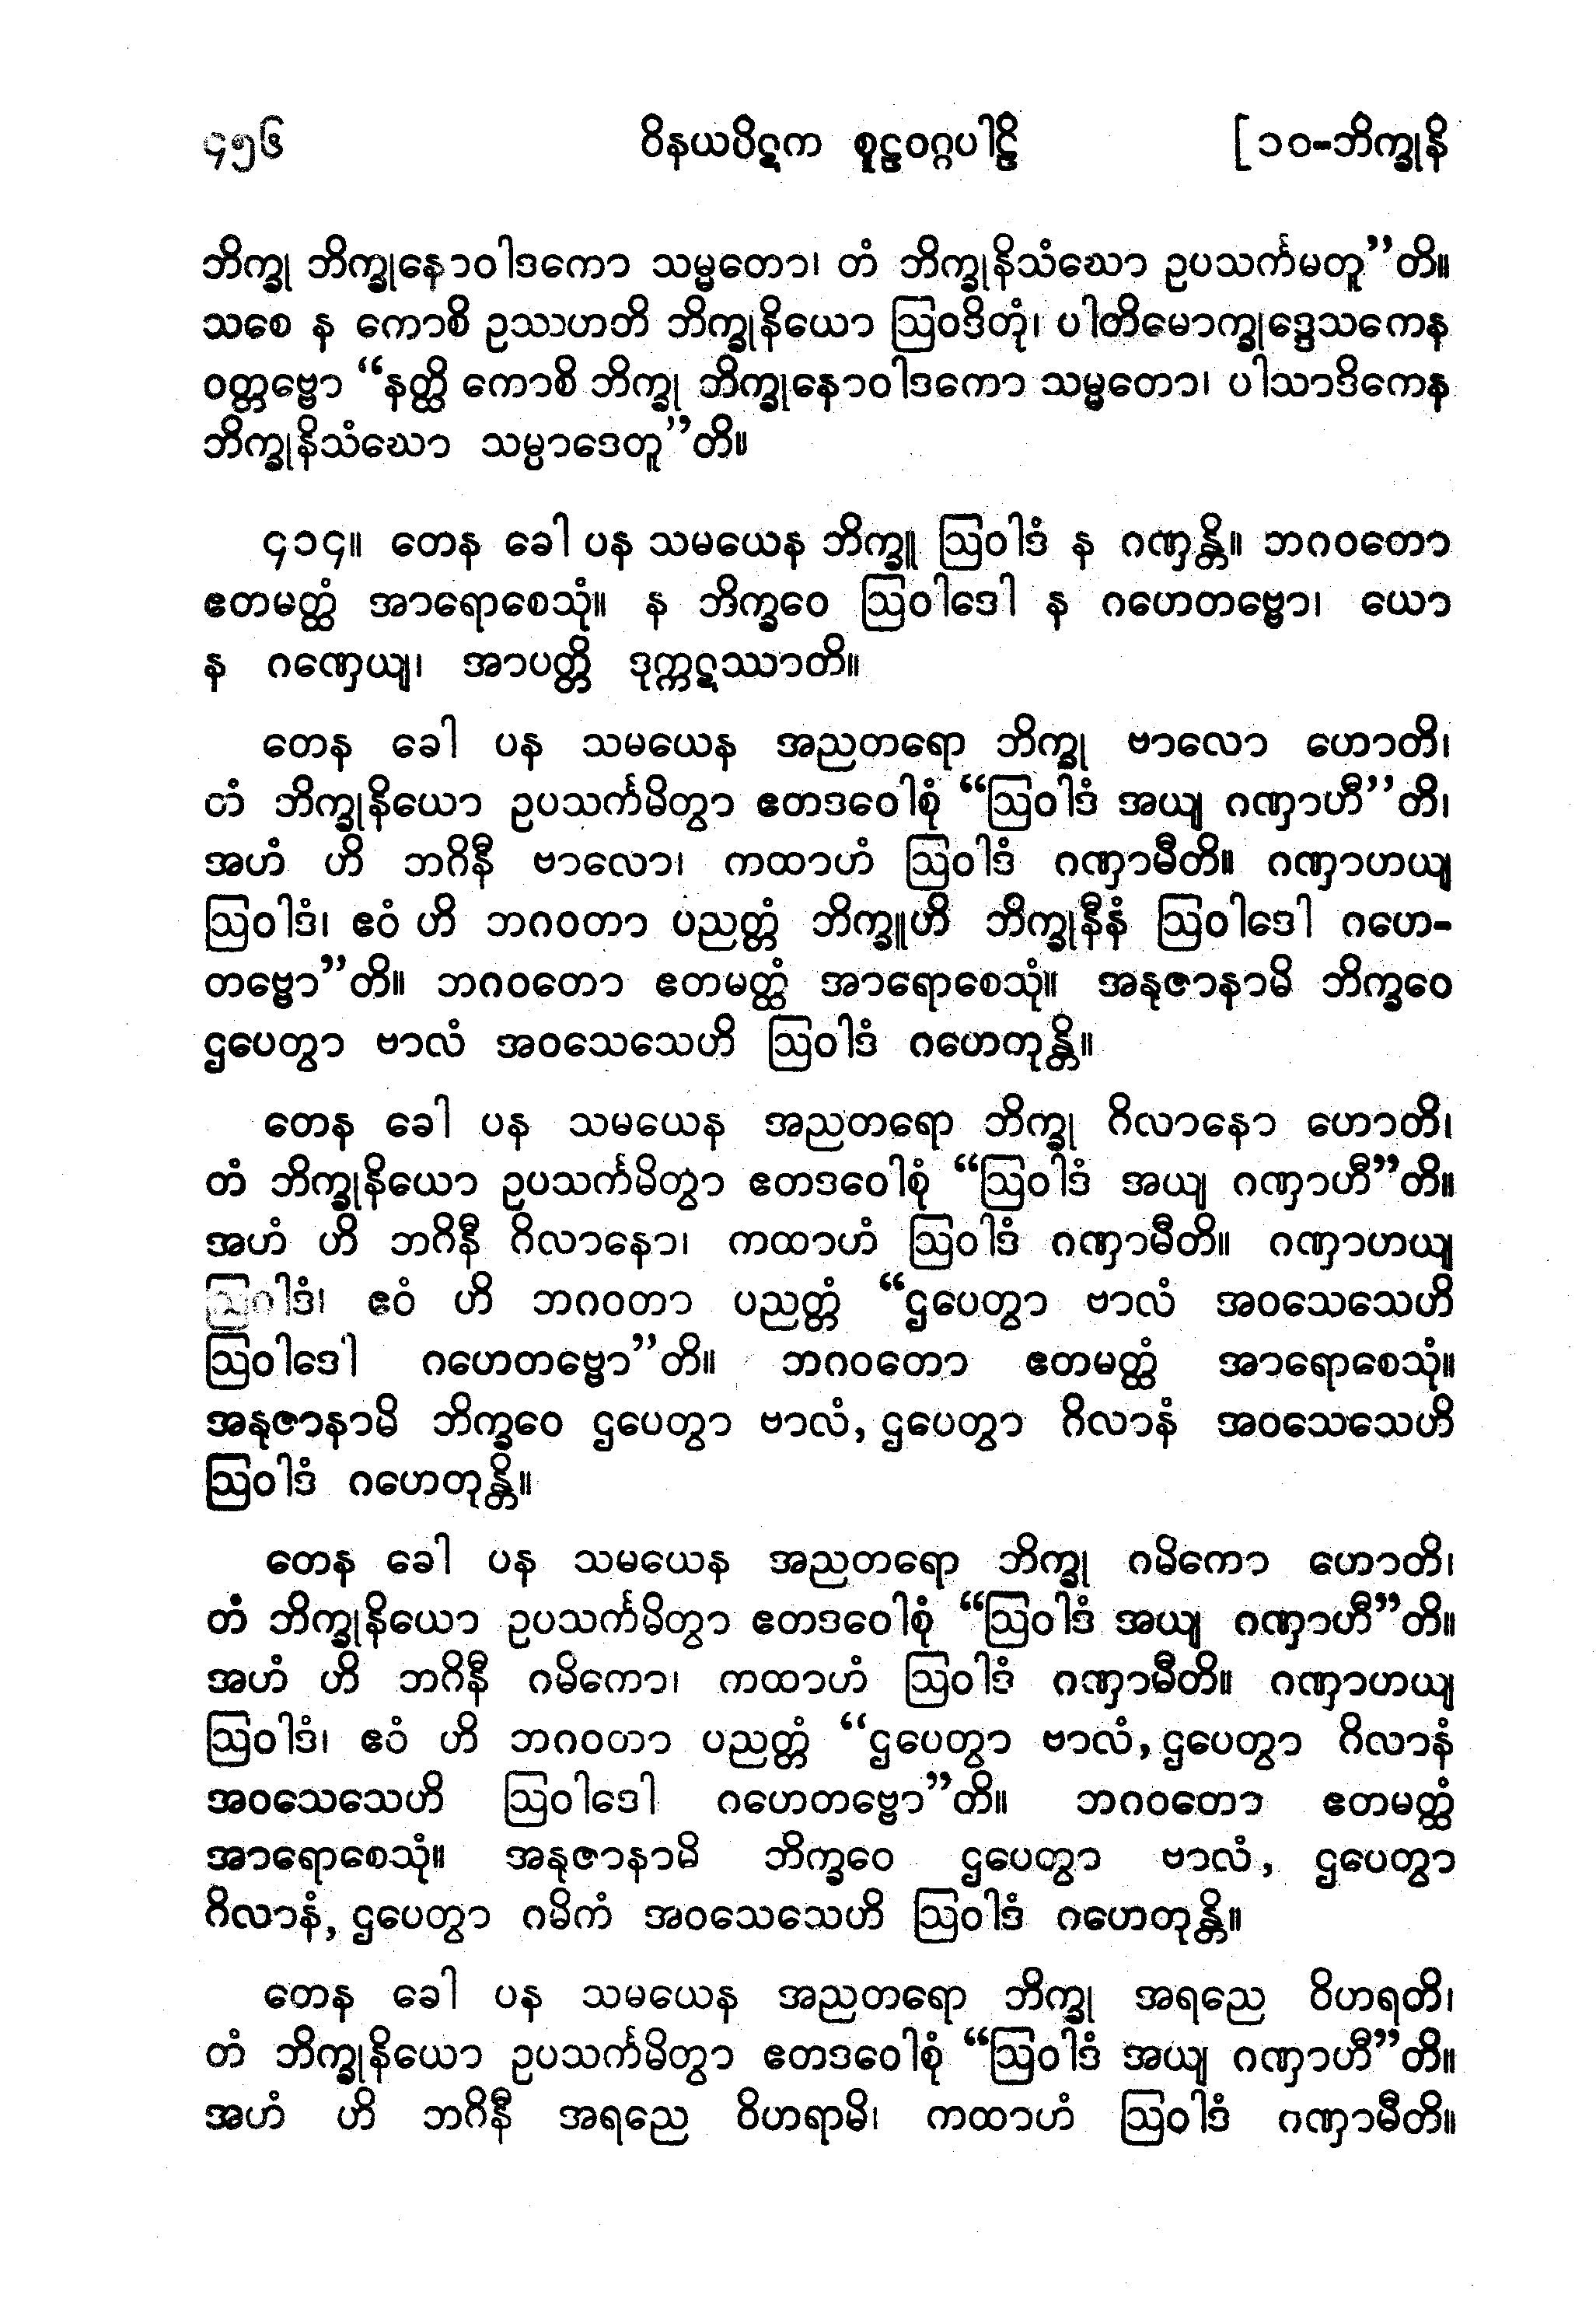 ၄၅၆ ဝိနယပိဋက စူဠဝဂ္ဂပါဠိ [၁၀-ဘိက္ခုနိ
ဘိက္ခု ဘိက္ခုနောဝါဒကော သမ္မတော၊ တံ ဘိက္ခုနိသံဃော ဥပသင်္ကမတူ”တိ။
သစေ န ကောစိ ဥဿဟတိ ဘိက္ခုနိယော ဩဝဒိတုံ၊ ပါတိမောက္ခုဒ္ဒေသကေန
ဝတ္တဗ္ဗော “နတ္ထိ ကောစိ ဘိက္ခု ဘိက္ခုနောဝါဒကော သမ္မတော၊ ပါသာဒိကေန
ဘိက္ခုနိသံဃော သမ္ပာဒေတူ”တိ။
၄၁၄။ တေန ခေါ ပန သမယေန ဘိက္ခူ ဩဝါဒံ န ဂဏှန္တိ။ ဘဂဝတော
ဧတမတ္ထံ အာရောစေသုံ။ န ဘိက္ခဝေ ဩဝါဒေါ န ဂဟေတဗ္ဗော၊ ယော
န ဂဏှေယျ၊ အာပတ္တိ ဒုက္ကဋဿာတိ။
တေန ခေါ ပန သမယေန အညတရော ဘိက္ခု ဗာလော ဟောတိ၊
တံ ဘိက္ခုနိယော ဥပသင်္ကမိတွာ ဧတဒဝေါစုံ “ဩဝါဒံ အယျ ဂဏှာဟီ”တိ၊
အဟံ ဟိ ဘဂိနီ ဗာလော၊ ကထာဟံ ဩဝါဒံ ဂဏှာမီတိ။ ဂဏှာဟယျ
ဩဝါဒံ၊ ဧဝံ ဟိ ဘဂဝတာ ပညတ္တံ ဘိက္ခူဟိ ဘိက္ခုနီနံ ဩဝါဒေါ ဂဟေ-
တဗ္ဗော”တိ။ ဘဂဝတော ဧတမတ္ထံ အာရောစေသုံ။ အနုဇာနာမိ ဘိက္ခဝေ
ဌပေတွာ ဗာလံ အဝသေသေဟိ ဩဝါဒံ ဂဟေတုန္တိ။
တေန ခေါ ပန သမယေန အညတရော ဘိက္ခု ဂိလာနော ဟောတိ၊
တံ ဘိက္ခုနိယော ဥပသင်္ကမိတွာ ဧတဒဝေါစုံ “ဩဝါဒံ အယျ ဂဏှာဟီ”တိ။
အဟံ ဟိ ဘဂိနီ ဂိလာနော၊ ကထာဟံ ဩဝါဒံ ဂဏှာမီတိ။ ဂဏှာဟယျ
ဩဝါဒံ၊ ဧဝံ ဟိ ဘဂဝတာ ပညတ္တံ “ဌပေတွာ ဗာလံ အဝသေသေဟိ
ဩဝါဒေါ ဂဟေတဗ္ဗော”တိ။ ဘဂဝတော ဧတမတ္ထံ အာရောစေသုံ။
အနုဇာနာမိ ဘိက္ခဝေ ဌပေတွာ ဗာလံ, ဌပေတွာ ဂိလာနံ အဝသေသေဟိ
ဩဝါဒံ ဂဟေတုန္တိ။
တေန ခေါ ပန သမယေန အညတရော ဘိက္ခု ဂမိကော ဟောတိ၊
တံ ဘိက္ခုနိယော ဥပသင်္ကမိတွာ ဧတဒဝေါစုံ “ဩဝါဒံ အယျ ဂဏှာဟီ”တိ။
အဟံ ဟိ ဘဂိနီ ဂမိကော၊ ကထာဟံ ဩဝါဒံ ဂဏှာမီတိ။ ဂဏှာဟယျ
ဩဝါဒံ၊ ဧဝံ ဟိ ဘဂဝတာ ပညတ္တံ “ဌပေတွာ ဗာလံ, ဌပေတွာ ဂိလာနံ
အဝသေသေဟိ ဩဝါဒေါ ဂဟေတဗ္ဗော”တိ။ ဘဂဝတော ဧတမတ္ထံ
အာရောစေသုံ။ အနုဇာနာမိ ဘိက္ခဝေ ဌပေတွာ ဗာလံ, ဌပေတွာ
ဂိလာနံ, ဌပေတွာ ဂမိကံ အဝသေသေဟိ ဩဝါဒံ ဂဟေတုန္တိ။
တေန ခေါ ပန သမယေန အညတရော ဘိက္ခု အရညေ ဝိဟရတိ၊
တံ ဘိက္ခုနိယော ဥပသင်္ကမိတွာ ဧတဒဝေါစုံ “ဩဝါဒံ အယျ ဂဏှာဟီ”တိ။
အဟံ ဟိ ဘဂိနီ အရညေ ဝိဟရာမိ၊ ကထာဟံ ဩဝါဒံ ဂဏှာမီတိ။